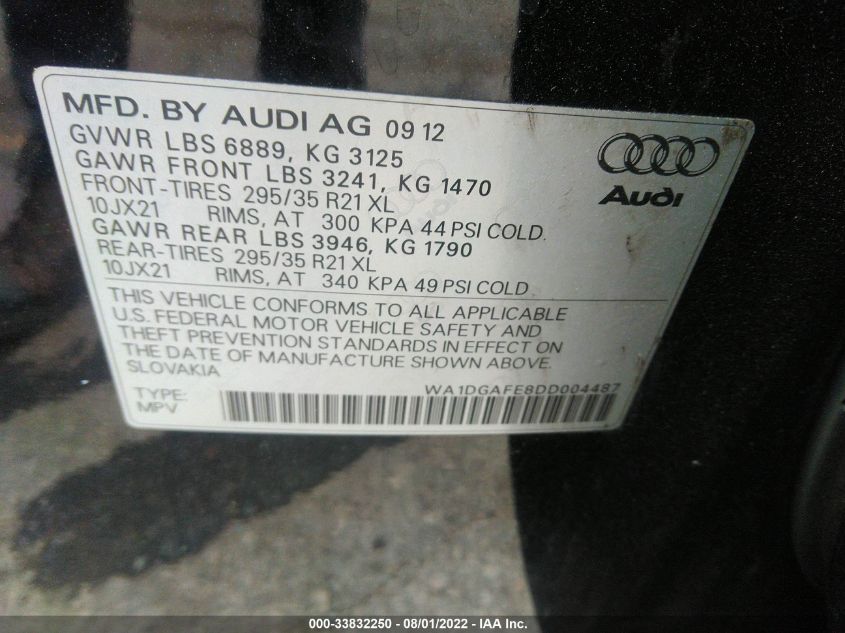 MFD. BY AUDI AG 09 12
GVWR LBS 6889, KG 3125
GAWR FRONT LBS 3241, KG 1470
FRONT-TIRES 295/35 R21 XL
10JX21 RIMS, AT 300 KPA 44 PSI COLD.
GAWR REAR LBS 3946, KG 1790
REAR-TIRES 295/35 R21 XL
10JX21 RIMS, AT 340 KPA 49 PSI COLD.
Audi
THIS VEHICLE CONFORMS TO ALL APPLICABLE
U.S. FEDERAL MOTOR VEHICLE SAFETY AND
THEFT PREVENTION STANDARDS IN EFFECT ON
THE DATE OF MANUFACTURE SHOWN ABOVE.
SLOVAKIA
WA1DGAFE8DD004487
TYPE:
MPV
000-33832250 - 08/01/2022 - IAA Inc.